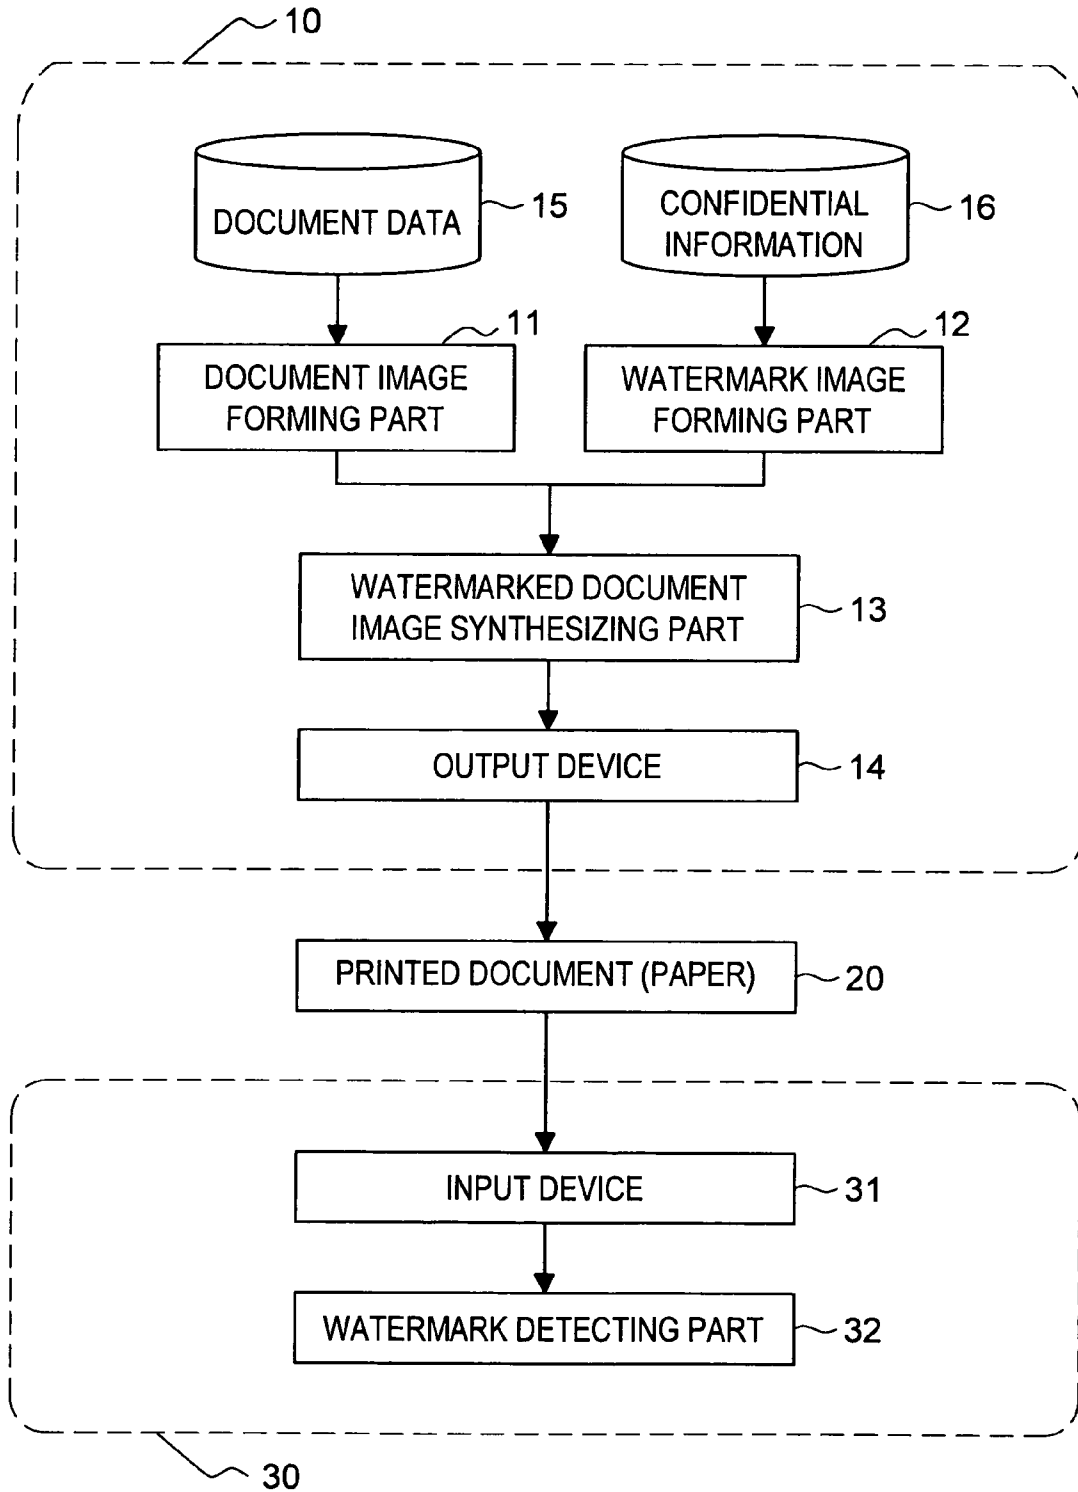 10
DOCUMENT DATA
15
CONFIDENTIAL
INFORMATION
16
11
DOCUMENT IMAGE
FORMING PART
12
WATERMARK IMAGE
FORMING PART
WATERMARKED DOCUMENT
IMAGE SYNTHESIZING PART
13
OUTPUT DEVICE
14
PRINTED DOCUMENT (PAPER)
20
INPUT DEVICE
31
WATERMARK DETECTING PART
32
30